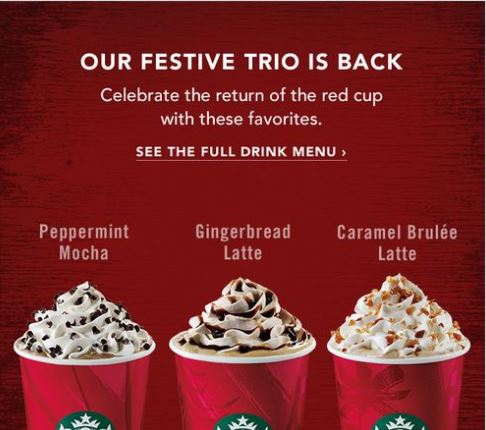 OUR FESTIVE TRIO IS BACK
Celebrate the return of the red cup
with these favorites.
SEE THE FULL DRINK MENU ›
Peppermint
Mocha
Gingerbread
Latte
Caramel Brulée
Latte